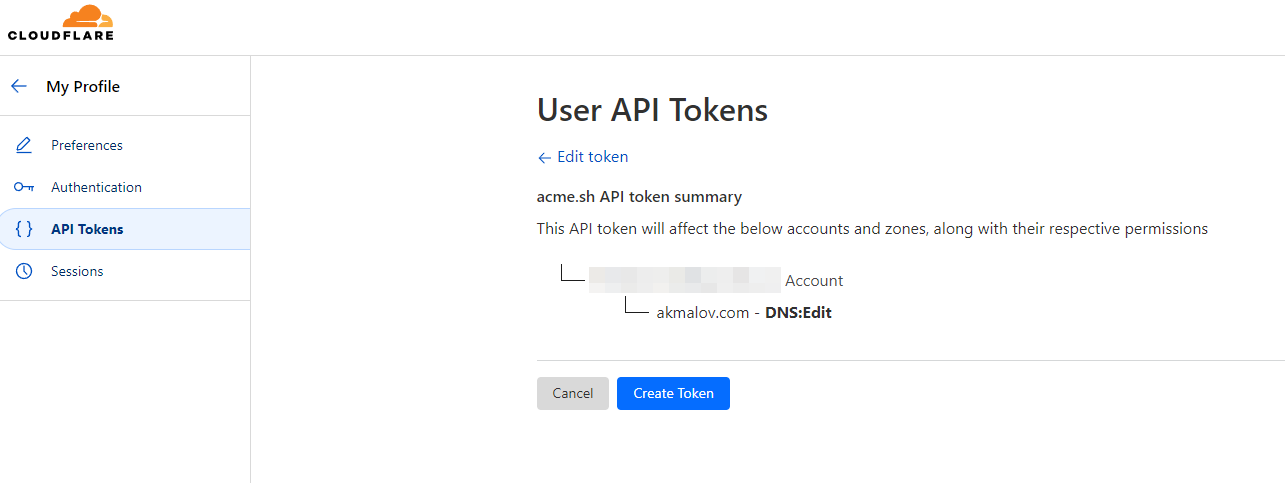 CLOUDFLARE
My Profile
Preferences
Authentication
API Tokens
Sessions
User API Tokens
← Edit token
acme.sh API token summary
This API token will affect the below accounts and zones, along with their respective permissions
Account
akmalov.com - DNS:Edit
Cancel
Create Token